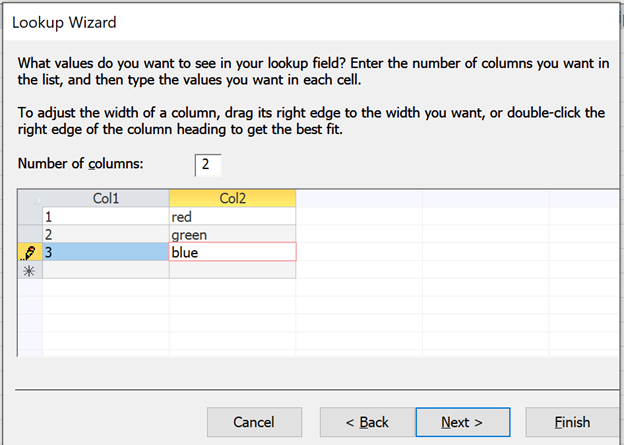 Lookup Wizard
What values do you want to see in your lookup field? Enter the number of columns you want in
the list, and then type the values you want in each cell.
To adjust the width of a column, drag its right edge to the width you want, or double-click the
right edge of the column heading to get the best fit.
Number of columns: 2
Col1 Col2
1 red
2 green
3 blue
Cancel < Back Next > Finish